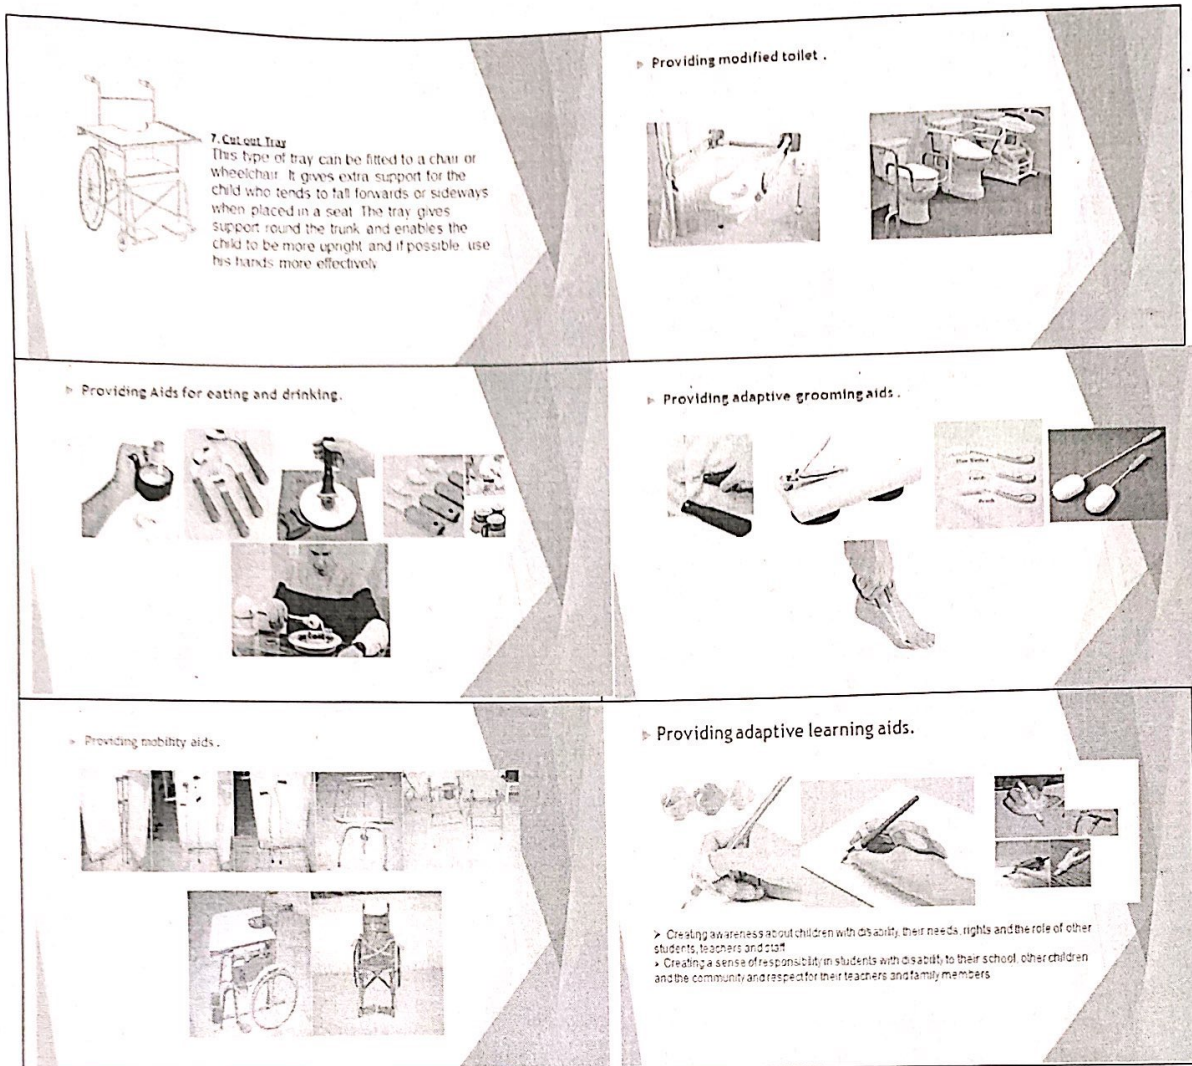 7. Cut out Tray
This type of tray can be fitted to a chair or
wheelchair. It gives extra support for the
child who tends to fall forwards or sideways
when placed in a seat. The tray gives
support round the trunk and enables the
child to be more upright and if possible, use
his hands more effectively
Providing modified toilet .
Providing Aids for eating and drinking.
Providing adaptive grooming aids .
Providing mobility aids .
Providing adaptive learning aids.
➤ Creating awareness about children with disability, their needs, rights and the role of other
students, teachers and staff
➤ Creating a sense of responsibility in students with disability to their school, other children
and the community and respect for their teachers and family members